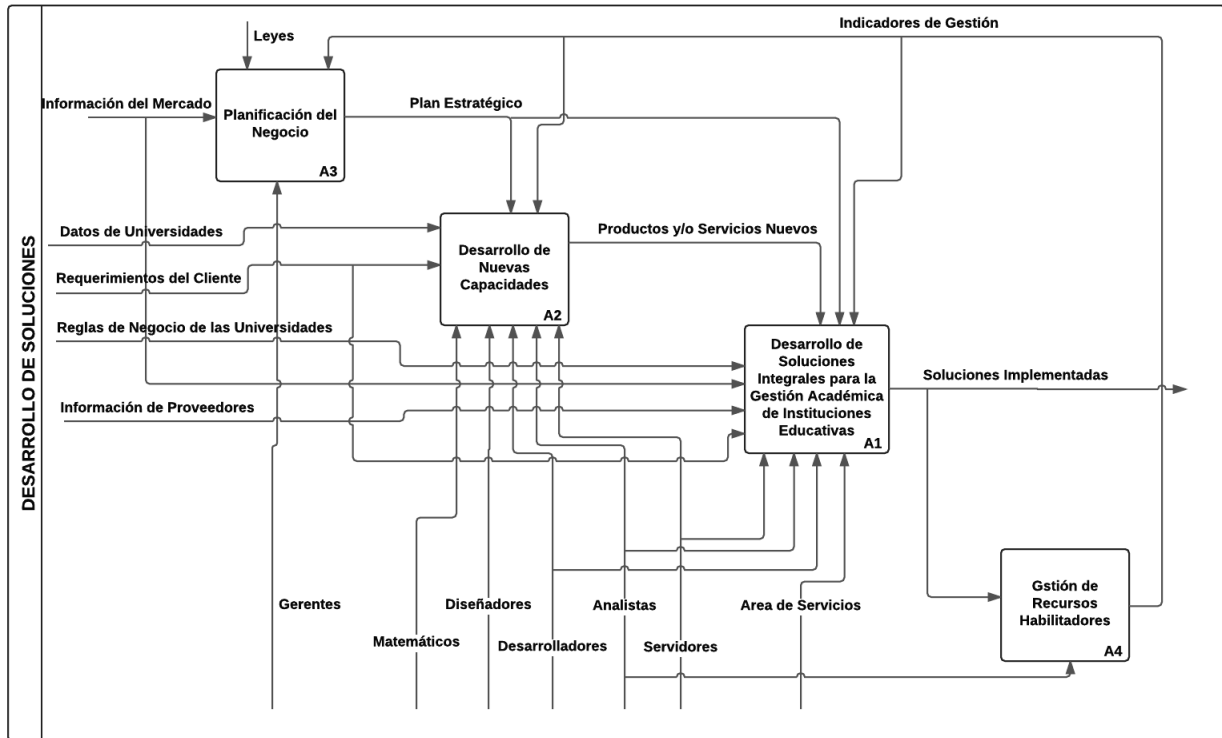 DESARROLLO DE SOLUCIONES
Indicadores de Gestión
Leyes
Información del Mercado
Planificación del
Negocio
A3
Plan Estratégico
Datos de Universidades
Requerimientos del Cliente
Desarrollo de
Nuevas
Capacidades
A2
Productos y/o Servicios Nuevos
Reglas de Negocio de las Universidades
Información de Proveedores
Desarrollo de
Soluciones
Integrales para la
Gestión Académica
de Instituciones
Educativas
A1
Soluciones Implementadas
Gstión de
Recursos
Habilitadores
A4
Gerentes
Matemáticos
Diseñadores
Desarrolladores
Analistas
Servidores
Area de Servicios